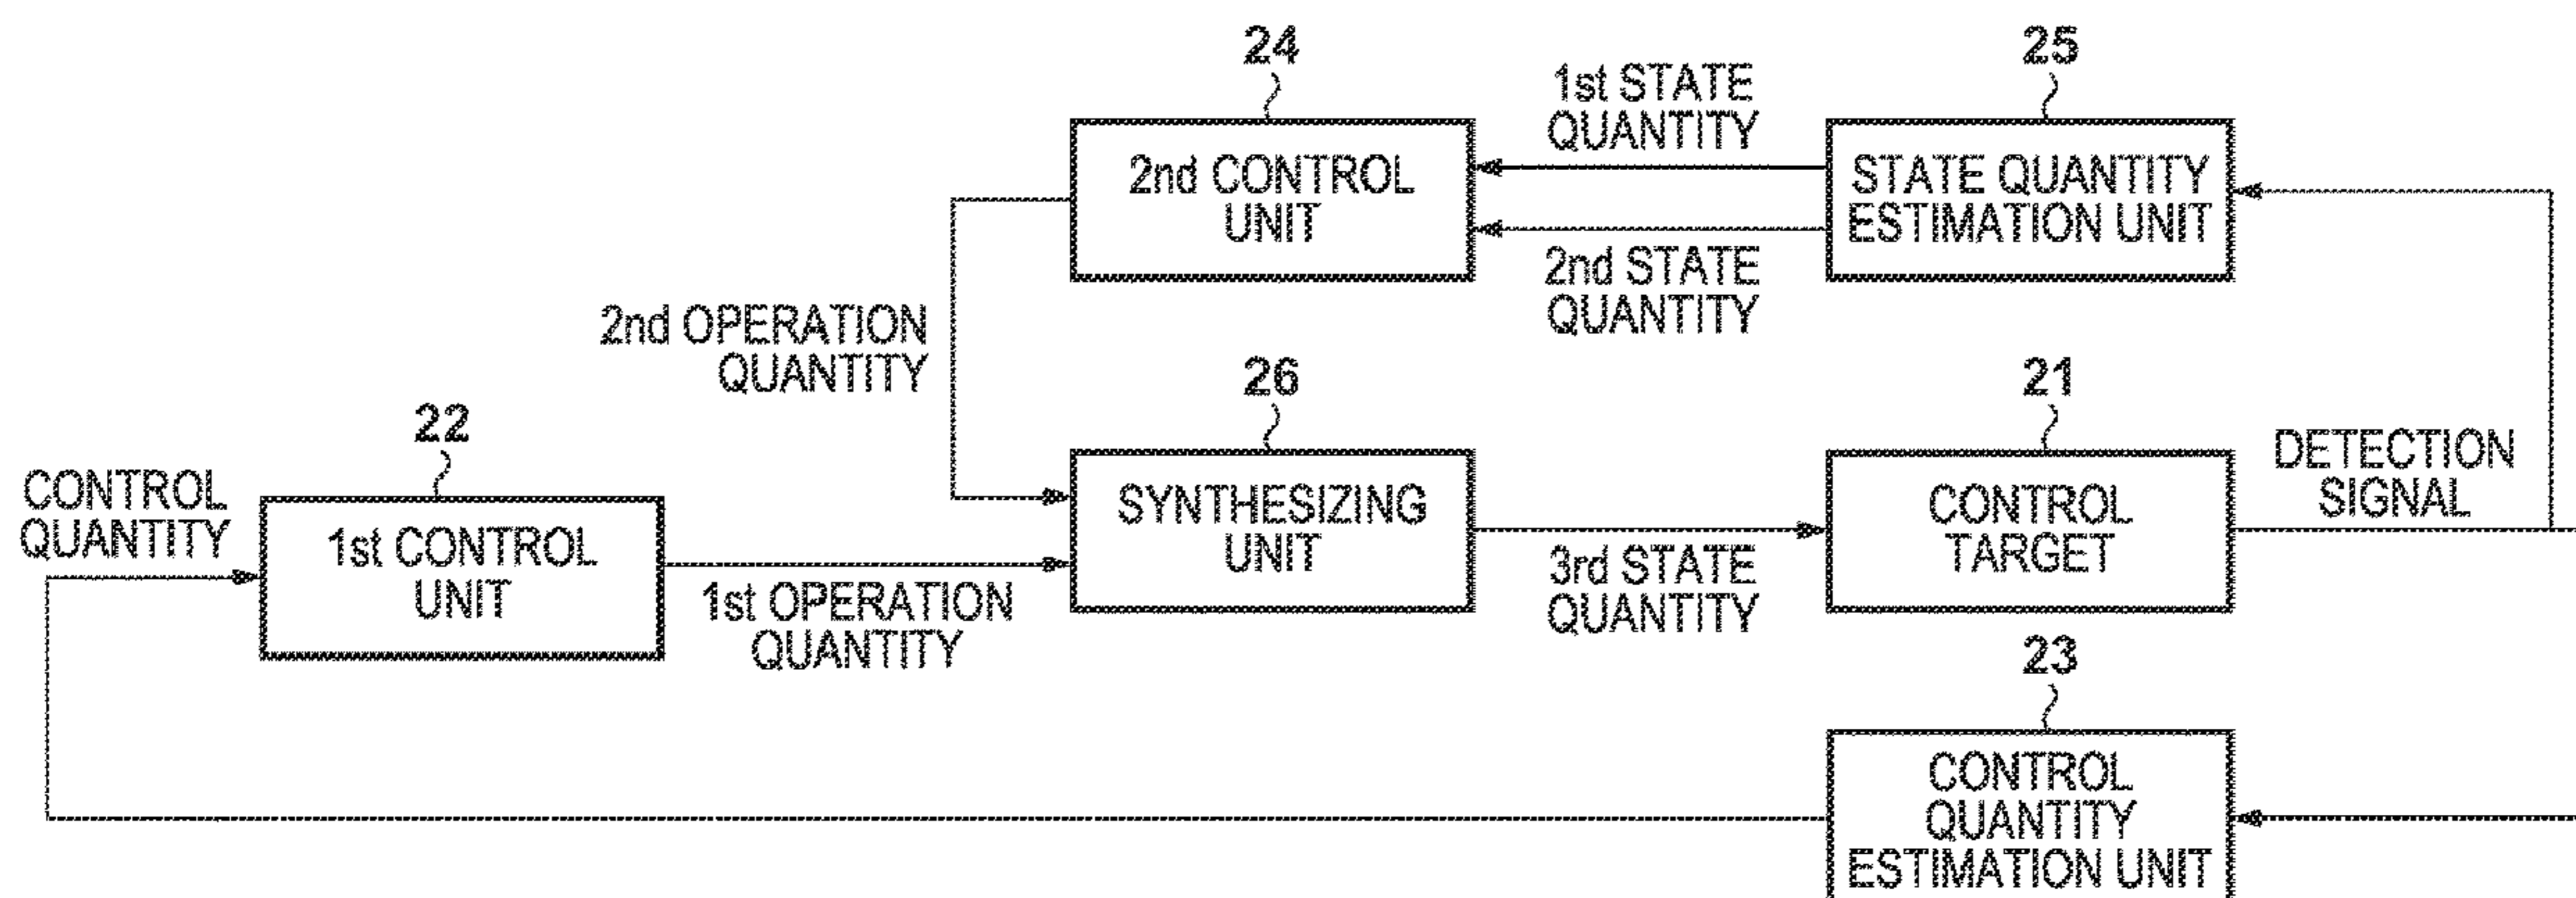 24
25
1st STATE
QUANTITY
2nd CONTROL
UNIT
STATE QUANTITY
ESTIMATION UNIT
2nd STATE
QUANTITY
2nd OPERATION
QUANTITY
26
21
22
CONTROL
QUANTITY
1st CONTROL
UNIT
SYNTHESIZING
UNIT
CONTROL
TARGET
DETECTION
SIGNAL
1st OPERATION
QUANTITY
3rd STATE
QUANTITY
23
CONTROL
QUANTITY
ESTIMATION UNIT